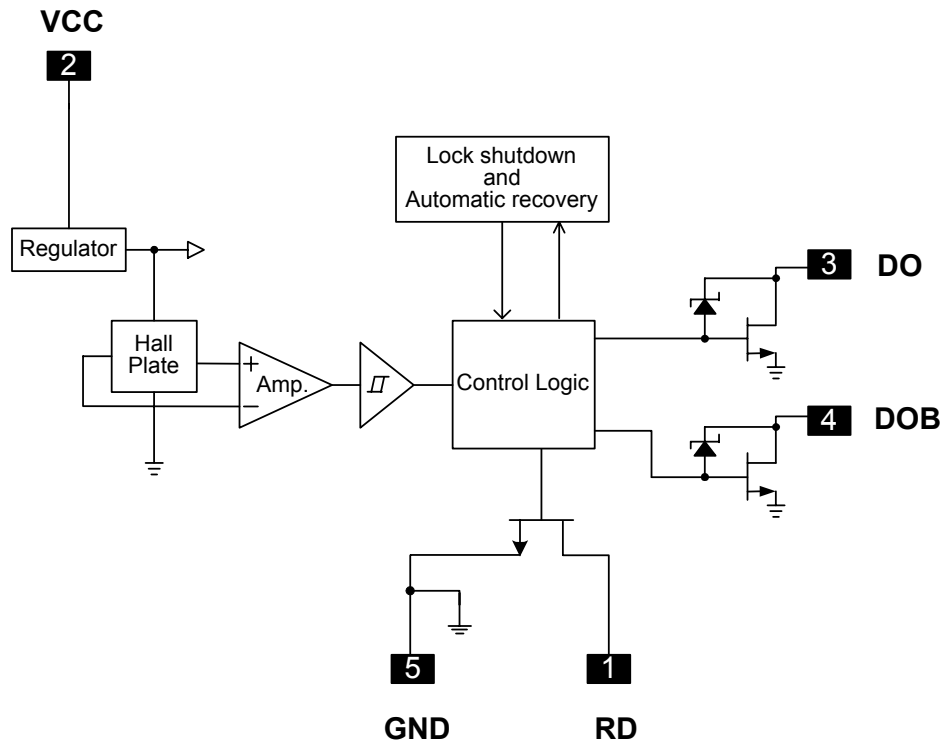 VCC
2
Lock shutdown
and
Automatic recovery
Regulator
3 DO
Hall
Plate
+
Amp.
−
Control Logic
4 DOB
5
1
GND
RD